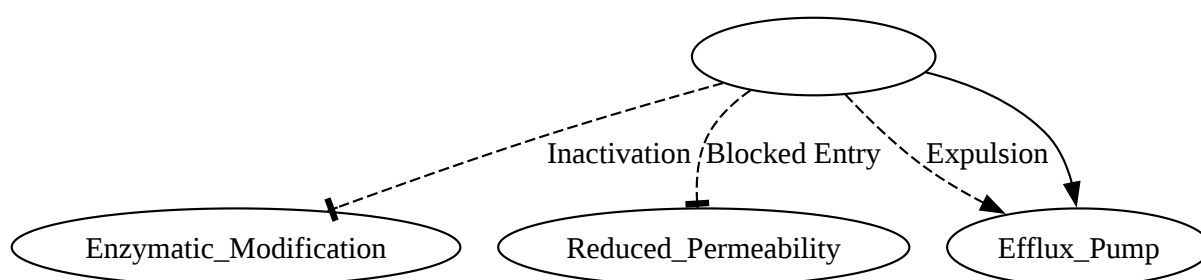 Inactivation
Blocked Entry
Expulsion
Enzymatic_Modification
Reduced_Permeability
Efflux_Pump